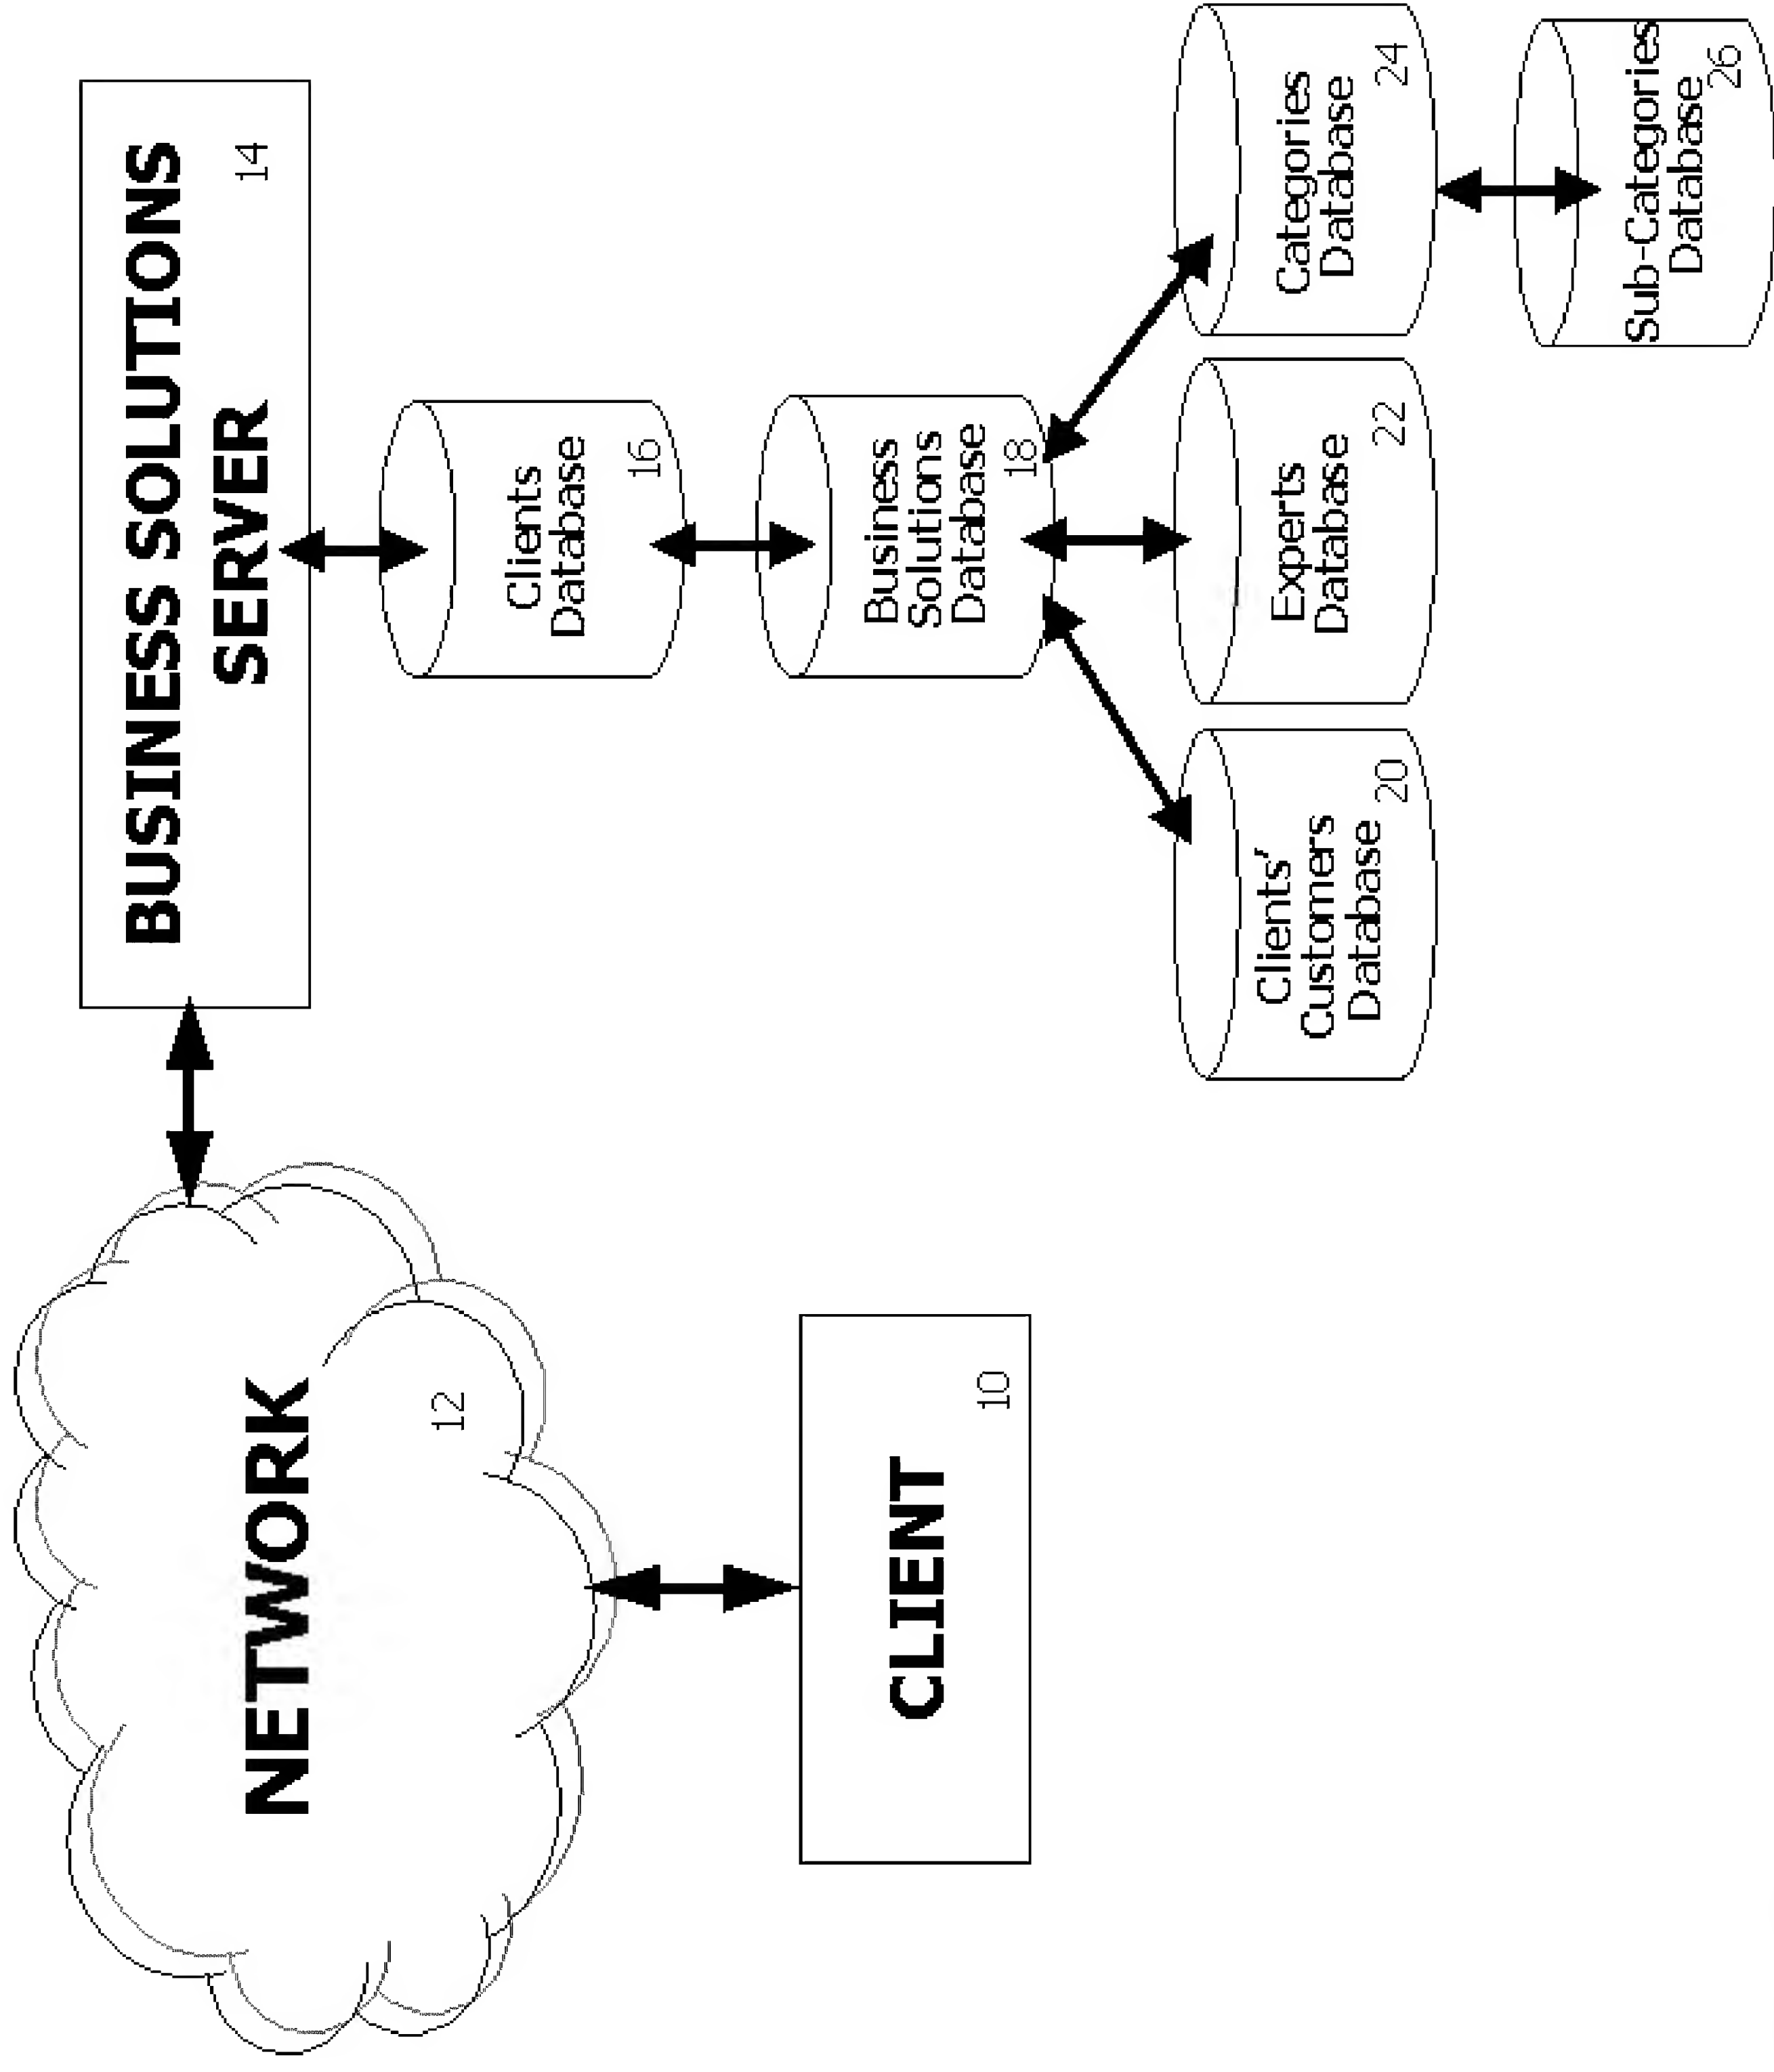 BUSINESS SOLUTIONS
SERVER
14
NETWORK
12
CLIENT
10
Clients
Database
16
Business
Solutions
Database
18
Clients'
Customers
Database
20
Experts
Database
22
Categories
Database
24
Sub-Categories
Database
26